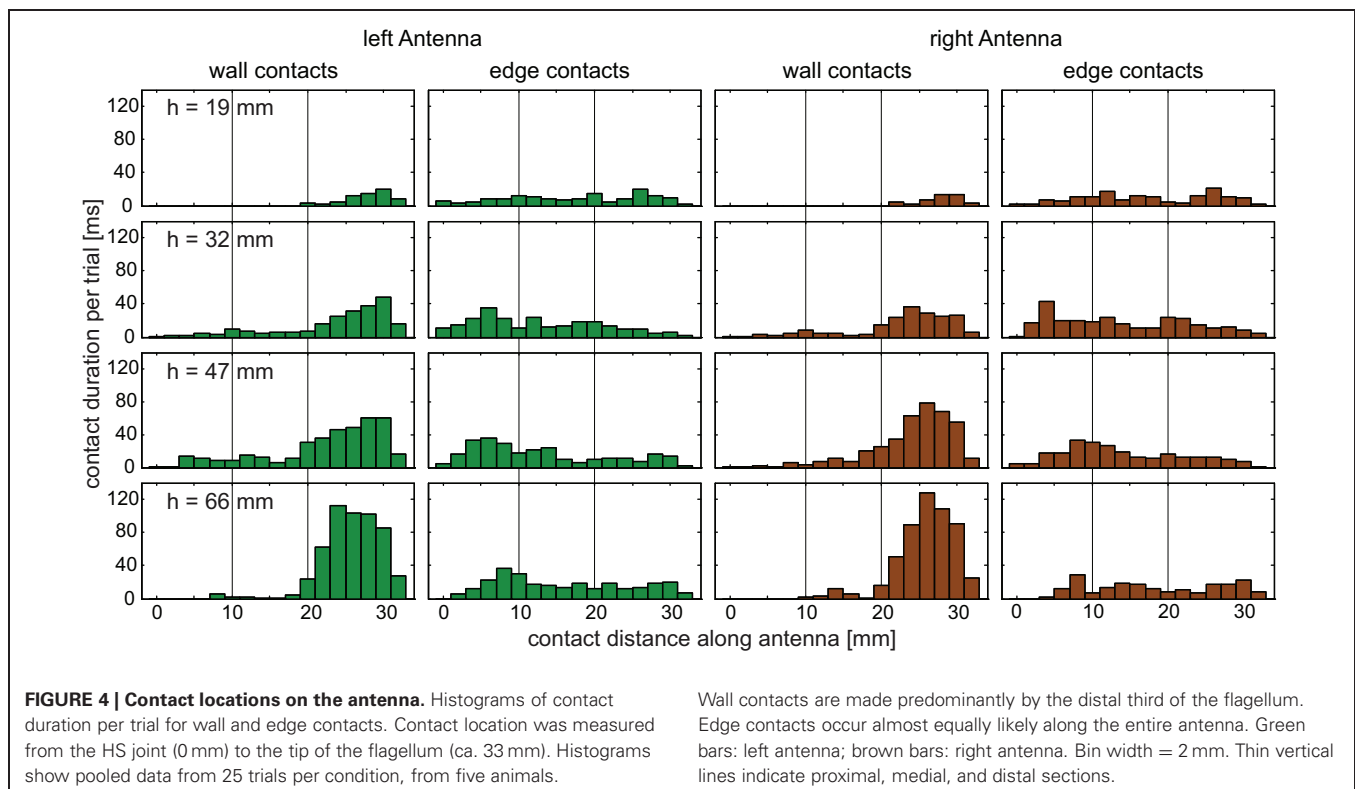 left Antenna
right Antenna
wall contacts
edge contacts
wall contacts
edge contacts
120
80
40
0
h = 19 mm
120
80
40
0
h = 32 mm
120
80
40
0
h = 47 mm
120
80
40
0
h = 66 mm
contact duration per trial [ms]
0 10 20 30
0 10 20 30
0 10 20 30
0 10 20 30
contact distance along antenna [mm]
FIGURE 4 | Contact locations on the antenna. Histograms of contact
duration per trial for wall and edge contacts. Contact location was measured
from the HS joint (0 mm) to the tip of the flagellum (ca. 33 mm). Histograms
show pooled data from 25 trials per condition, from five animals.
Wall contacts are made predominantly by the distal third of the flagellum.
Edge contacts occur almost equally likely along the entire antenna. Green
bars: left antenna; brown bars: right antenna. Bin width = 2 mm. Thin vertical
lines indicate proximal, medial, and distal sections.